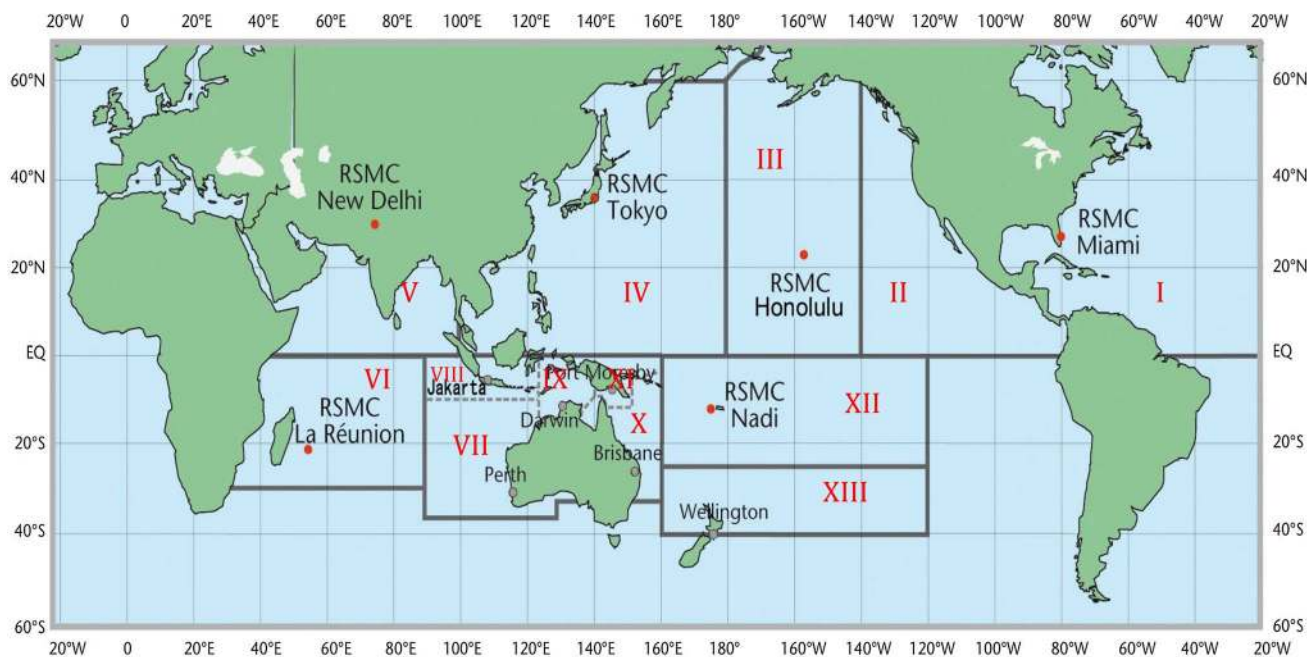 20°W 0 20°E 40°E 60°E 80°E 100°E 120°E 140°E 160°E 180° 160°W 140°W 120°W 100°W 80°W 60°W 40°W 20°W
60°N 60°N
III
40°N RSMC RSMC 40°N
New Delhi Tokyo
RSMC
Miami
20°N 20°N
V IV RSMC II I
Honolulu
EQ EQ
VI VIII IX Port Moresby XI
Jakarta
RSMC RSMC XII
La Réunion Nadi
Darwin X
20°S VII Brisbane 20°S
Perth XIII
Wellington
40°S 40°S
60°S 60°S
20°W 0° 20°E 40°E 60°E 80°E 100°E 120°E 140°E 160°E 180° 160°W 140°W 120°W 100°W 80°W 60°W 40°W 20°W